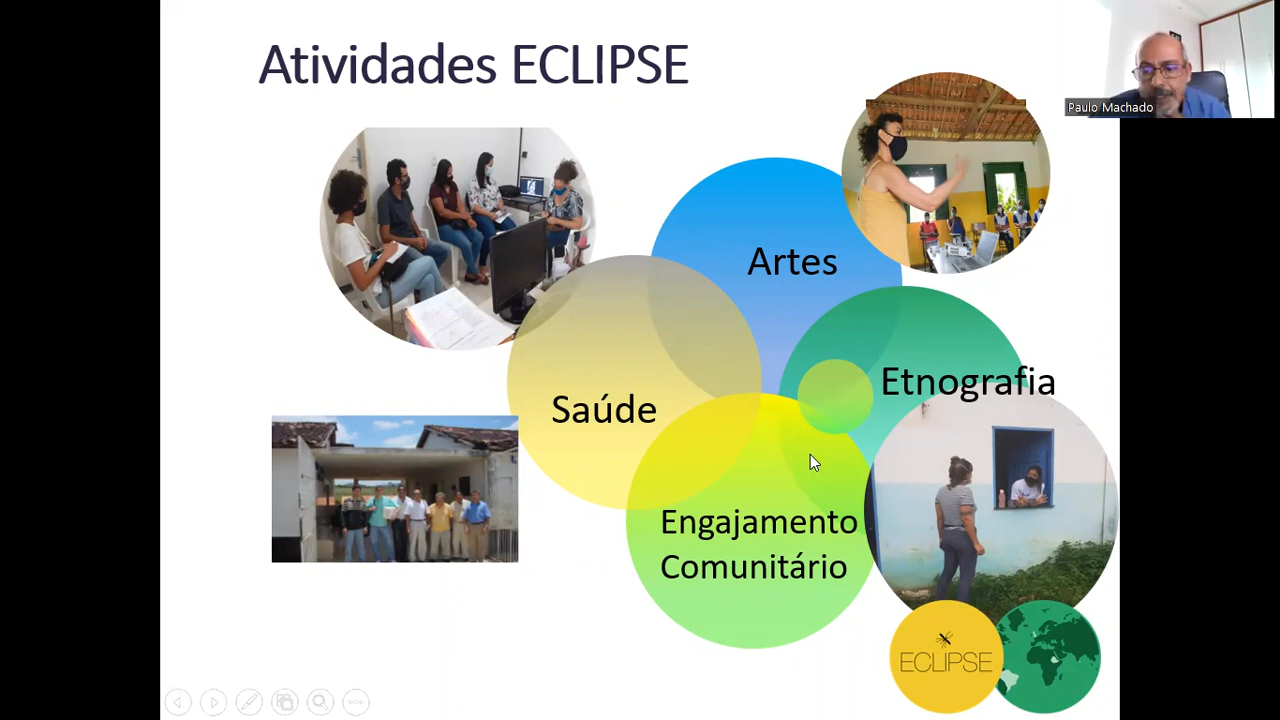 Atividades ECLIPSE
Paulo Machado
Artes
Etnografia
Saúde
Engajamento
Comunitário
ECLIPSE